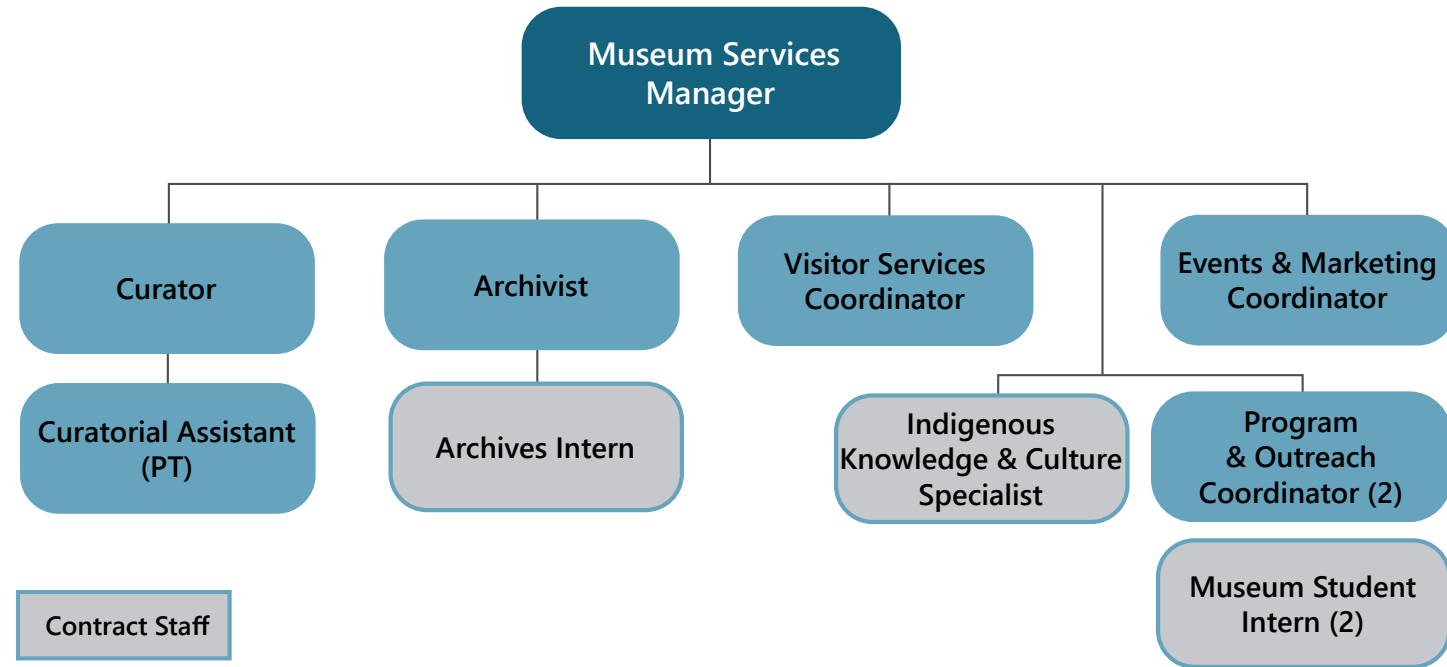 Museum Services
Manager
Curator
Archivist
Visitor Services
Coordinator
Events & Marketing
Coordinator
Curatorial Assistant
(PT)
Archives Intern
Indigenous
Knowledge & Culture
Specialist
Program
& Outreach
Coordinator (2)
Museum Student
Intern (2)
Contract Staff